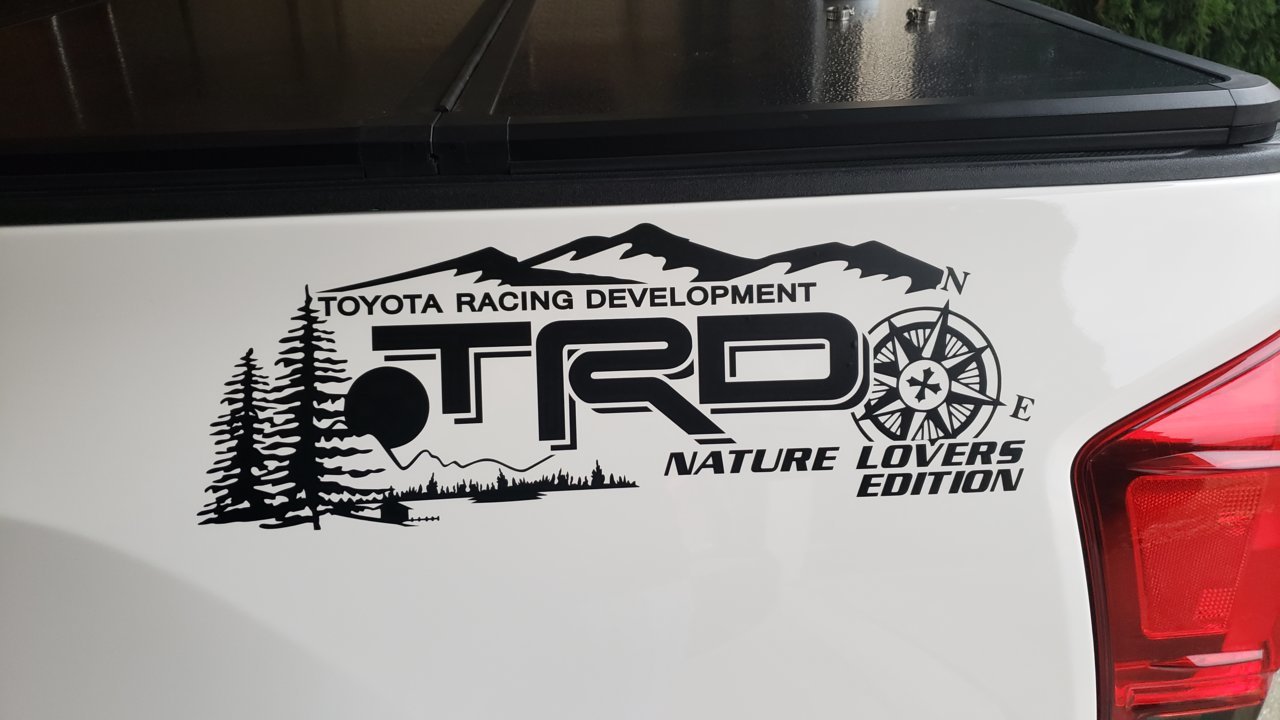 N
TOYOTA RACING DEVELOPMENT
TRD
E
NATURE LOVERS
EDITION